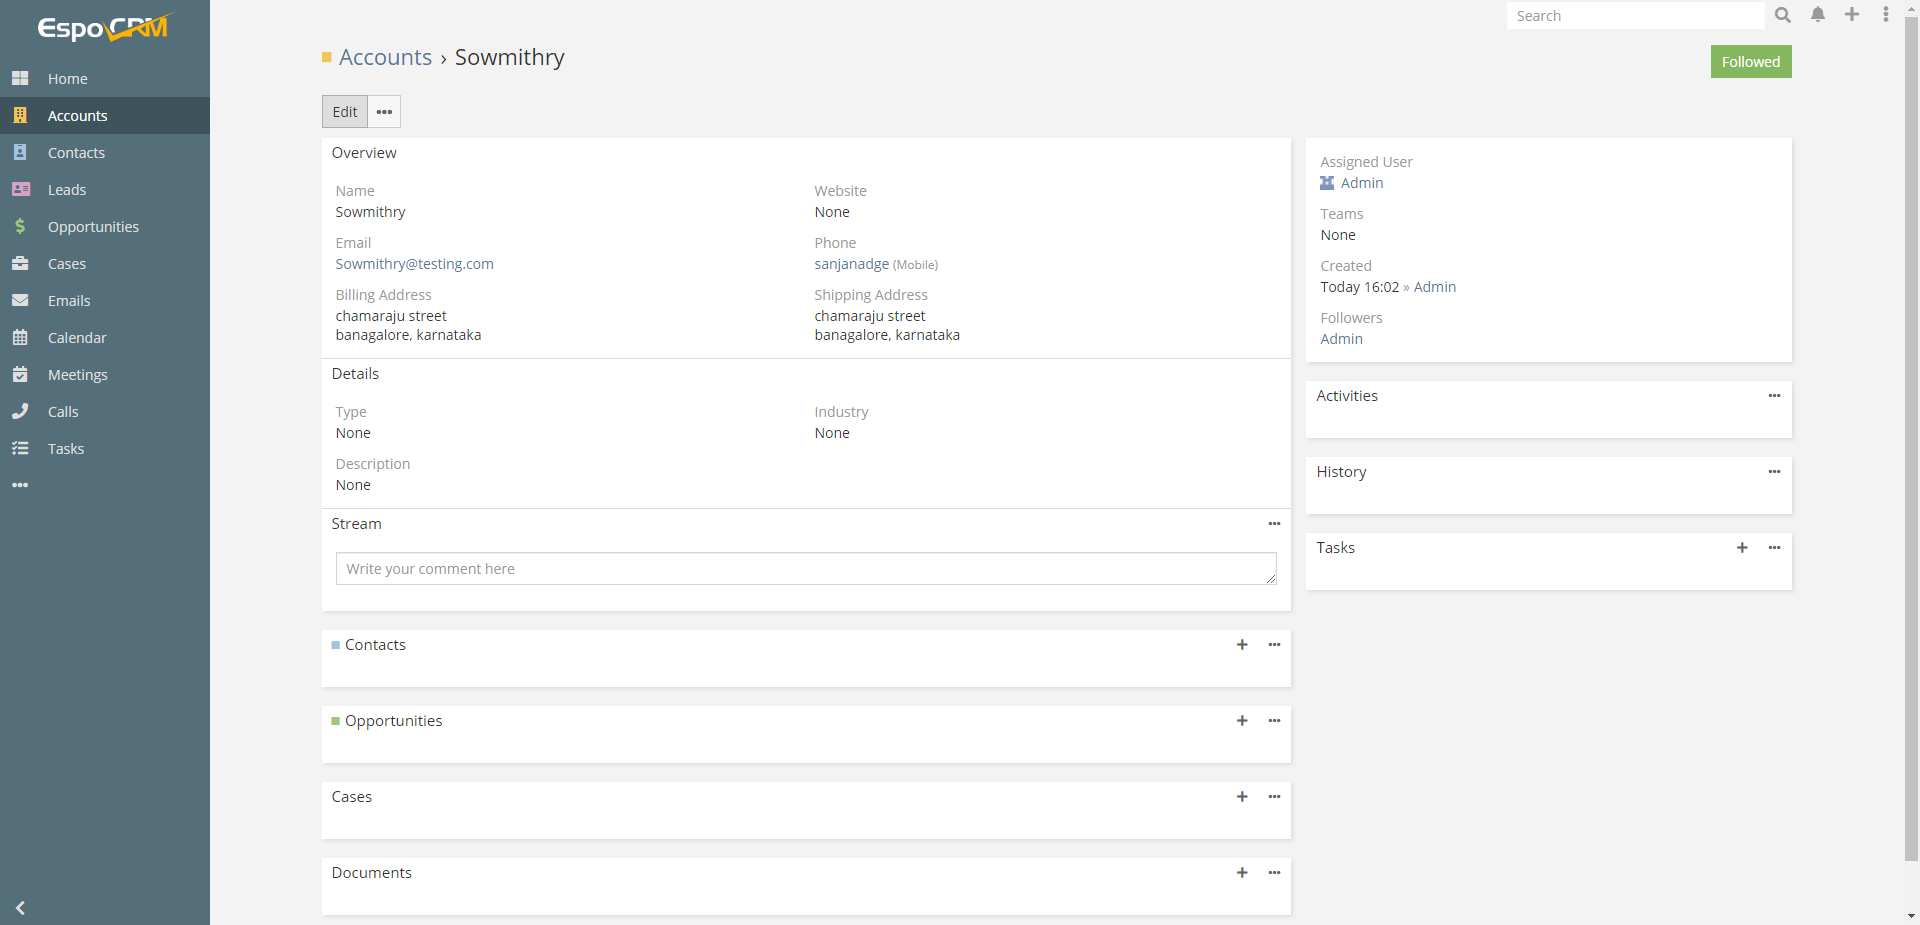 EspoCRM
Search
Home
Accounts
Contacts
Leads
Opportunities
Cases
Emails
Calendar
Meetings
Calls
Tasks
Accounts › Sowmithry
Followed
Edit
Overview
Name
Sowmithry
Website
None
Email
Sowmithry@testing.com
Phone
sanjanadge (Mobile)
Billing Address
chamaraju street
banagalore, karnataka
Shipping Address
chamaraju street
banagalore, karnataka
Details
Type
None
Industry
None
Description
None
Stream
Write your comment here
Contacts
Opportunities
Cases
Documents
Assigned User
Admin
Teams
None
Created
Today 16:02 » Admin
Followers
Admin
Activities
History
Tasks